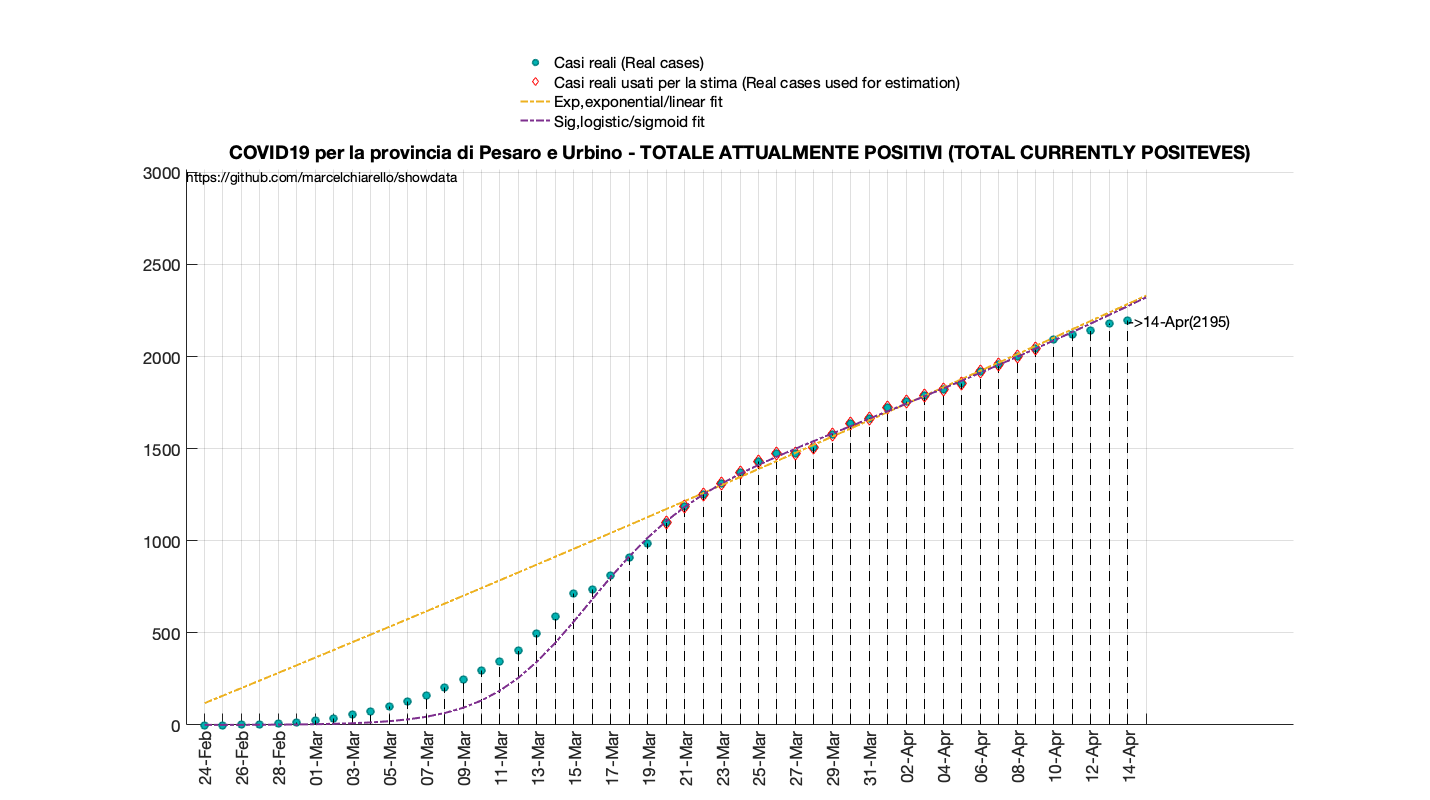 Casi reali (Real cases)
Casi reali usati per la stima (Real cases used for estimation)
Exp,exponential/linear fit
Sig,logistic/sigmoid fit
COVID19 per la provincia di Pesaro e Urbino - TOTALE ATTUALMENTE POSITIVI (TOTAL CURRENTLY POSITEVES)
https://github.com/marcelchiarello/showdata
3000
2500
2000
1500
1000
500
0
->14-Apr(2195)
24-Feb
26-Feb
28-Feb
01-Mar
03-Mar
05-Mar
07-Mar
09-Mar
11-Mar
13-Mar
15-Mar
17-Mar
19-Mar
21-Mar
23-Mar
25-Mar
27-Mar
29-Mar
31-Mar
02-Apr
04-Apr
06-Apr
08-Apr
10-Apr
12-Apr
14-Apr